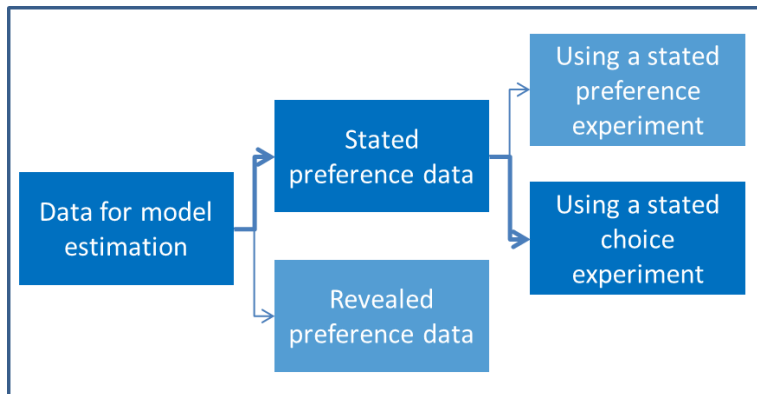 Data for model
estimation
Stated
preference data
Revealed
preference data
Using a stated
preference
experiment
Using a stated
choice
experiment